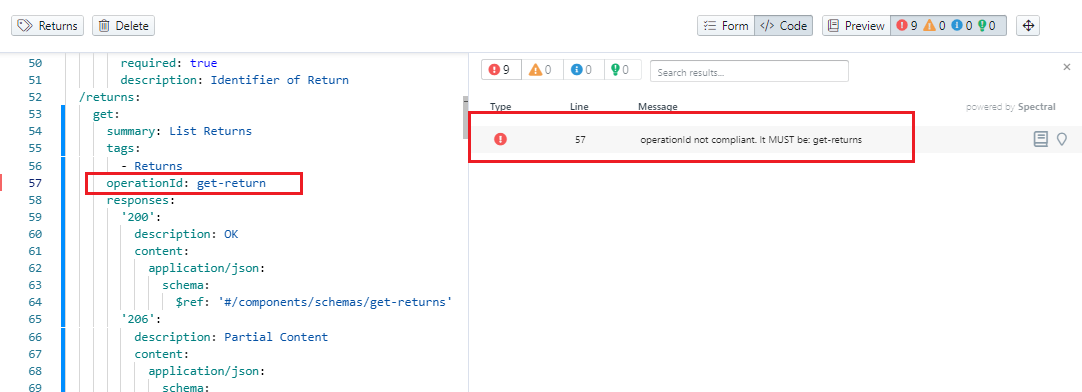 Returns Delete Form Code Preview 9 0 0 0
50 required: true
51 description: Identifier of Return
52 /returns:
53 get:
54 summary: List Returns
55 tags:
56 - Returns
57 operationId: get-return
58 responses:
59 '200':
60 description: OK
61 content:
62 application/json:
63 schema:
64 $ref: '#/components/schemas/get-returns'
65 '206':
66 description: Partial Content
67 content:
68 application/json:
69 schema:
9 0 0 0 Search results...
Type Line Message powered by Spectral
57 operationId not compliant. It MUST be: get-returns